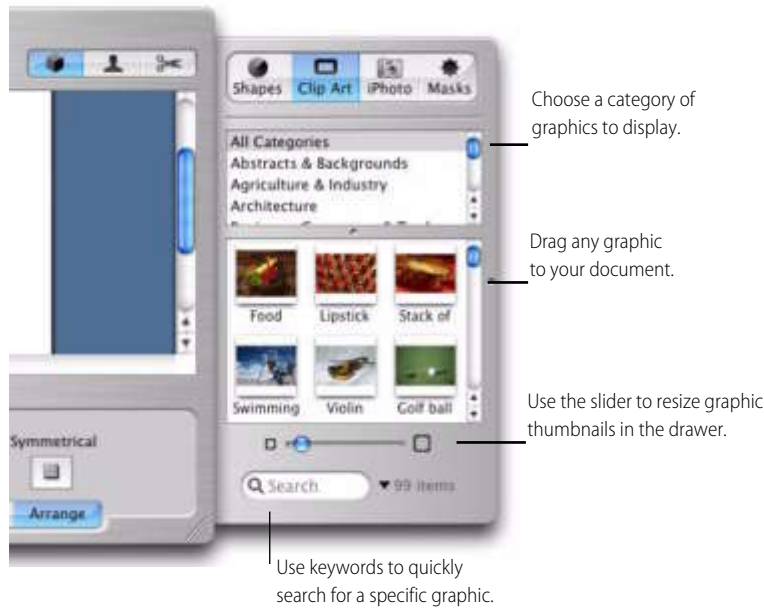 Shapes Clip Art iPhoto Masks
Choose a category of
graphics to display.
All Categories
Abstracts & Backgrounds
Agriculture & Industry
Architecture
Drag any graphic
to your document.
Food Lipstick Stack of
Swimming Violin Golf ball
Use the slider to resize graphic
thumbnails in the drawer.
Symmetrical
Search 99 items
Arrange
Use keywords to quickly
search for a specific graphic.